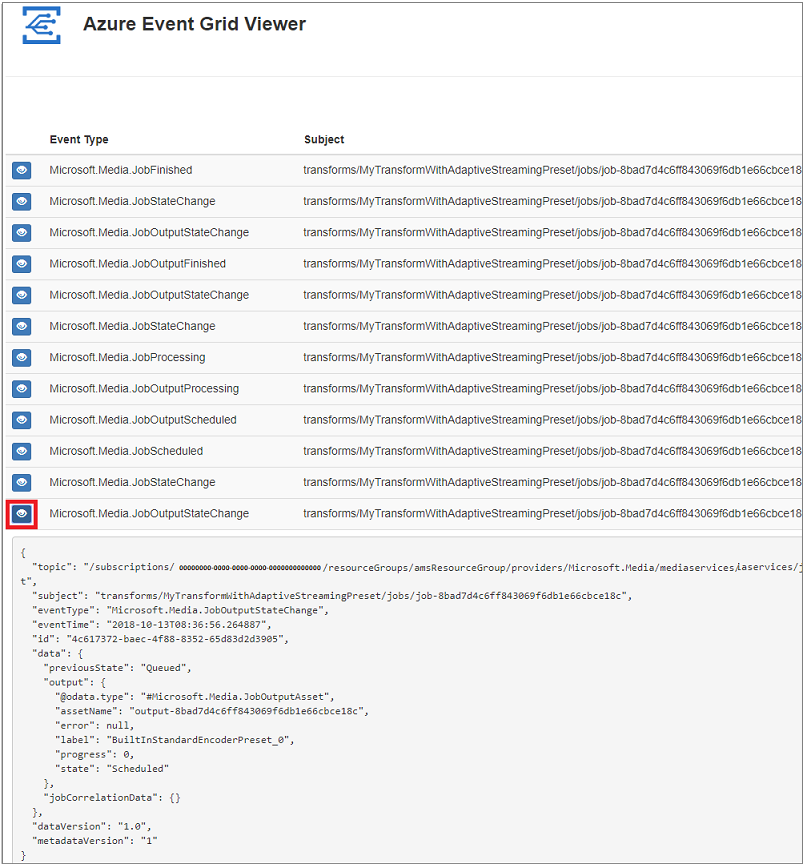 Azure Event Grid Viewer
Event Type Subject
Microsoft.Media.JobFinished transforms/MyTransformWithAdaptiveStreamingPreset/jobs/job-8bad7d4c6ff843069f6db1e66cbce18
Microsoft.Media.JobStateChange transforms/MyTransformWithAdaptiveStreamingPreset/jobs/job-8bad7d4c6ff843069f6db1e66cbce18
Microsoft.Media.JobOutputStateChange transforms/MyTransformWithAdaptiveStreamingPreset/jobs/job-8bad7d4c6ff843069f6db1e66cbce18
Microsoft.Media.JobOutputFinished transforms/MyTransformWithAdaptiveStreamingPreset/jobs/job-8bad7d4c6ff843069f6db1e66cbce18
Microsoft.Media.JobOutputStateChange transforms/MyTransformWithAdaptiveStreamingPreset/jobs/job-8bad7d4c6ff843069f6db1e66cbce18
Microsoft.Media.JobStateChange transforms/MyTransformWithAdaptiveStreamingPreset/jobs/job-8bad7d4c6ff843069f6db1e66cbce18
Microsoft.Media.JobProcessing transforms/MyTransformWithAdaptiveStreamingPreset/jobs/job-8bad7d4c6ff843069f6db1e66cbce18
Microsoft.Media.JobOutputProcessing transforms/MyTransformWithAdaptiveStreamingPreset/jobs/job-8bad7d4c6ff843069f6db1e66cbce18
Microsoft.Media.JobOutputScheduled transforms/MyTransformWithAdaptiveStreamingPreset/jobs/job-8bad7d4c6ff843069f6db1e66cbce18
Microsoft.Media.JobScheduled transforms/MyTransformWithAdaptiveStreamingPreset/jobs/job-8bad7d4c6ff843069f6db1e66cbce18
Microsoft.Media.JobStateChange transforms/MyTransformWithAdaptiveStreamingPreset/jobs/job-8bad7d4c6ff843069f6db1e66cbce18
Microsoft.Media.JobOutputStateChange transforms/MyTransformWithAdaptiveStreamingPreset/jobs/job-8bad7d4c6ff843069f6db1e66cbce18
{
"topic": "/subscriptions/ 00000000-0000-0000-0000-000000000000/resourceGroups/amsResourceGroup/providers/Microsoft.Media/mediaservices/iaservices/j
t",
"subject": "transforms/MyTransformWithAdaptiveStreamingPreset/jobs/job-8bad7d4c6ff843069f6db1e66cbce18c",
"eventType": "Microsoft.Media.JobOutputStateChange",
"eventTime": "2018-10-13T08:36:56.264887",
"id": "4c617372-baec-4f88-8352-65d83d2d3905",
"data": {
"previousState": "Queued",
"output": {
"@odata.type": "#Microsoft.Media.JobOutputAsset",
"assetName": "output-8bad7d4c6ff843069f6db1e66cbce18c",
"error": null,
"label": "BuiltInStandardEncoderPreset_0",
"progress": 0,
"state": "Scheduled"
},
"jobCorrelationData": {}
},
"dataVersion": "1.0",
"metadataVersion": "1"
}